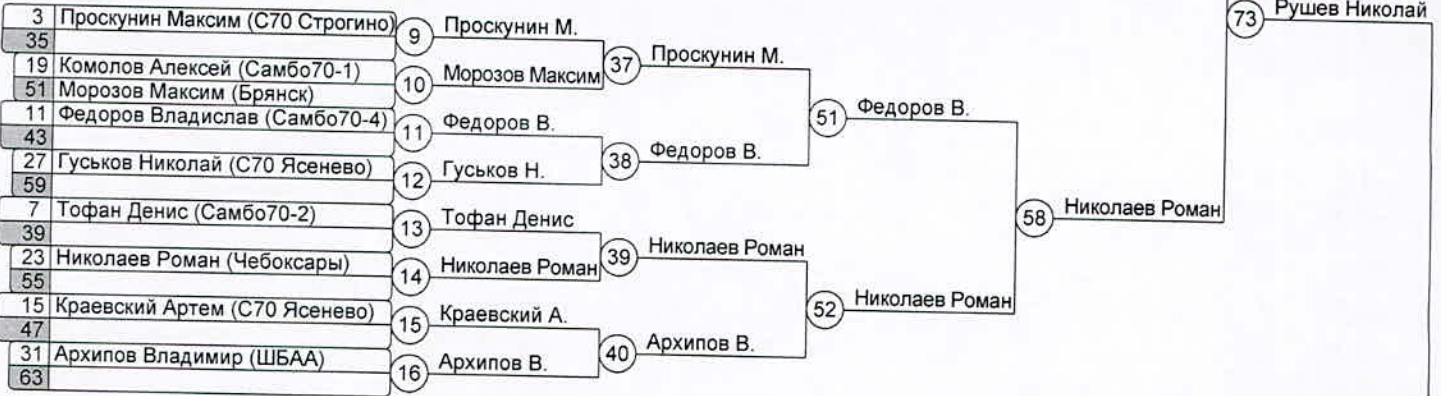 73 Рушев Николай
3 Проскунин Максим (С70 Строгино)
35
9 Проскунин М.
19 Комолов Алексей (Самбо70-1)
51 Морозов Максим (Брянск)
10 Морозов Максим
37 Проскунин М.
11 Федоров Владислав (Самбо70-4)
43
11 Федоров В.
27 Гуськов Николай (С70 Ясенево)
59
12 Гуськов Н.
38 Федоров В.
51 Федоров В.
7 Тофан Денис (Самбо70-2)
39
13 Тофан Денис
23 Николаев Роман (Чебоксары)
55
14 Николаев Роман
39 Николаев Роман
15 Краевский Артем (С70 Ясенево)
47
15 Краевский А.
31 Архипов Владимир (ШБАА)
63
16 Архипов В.
40 Архипов В.
52 Николаев Роман
58 Николаев Роман